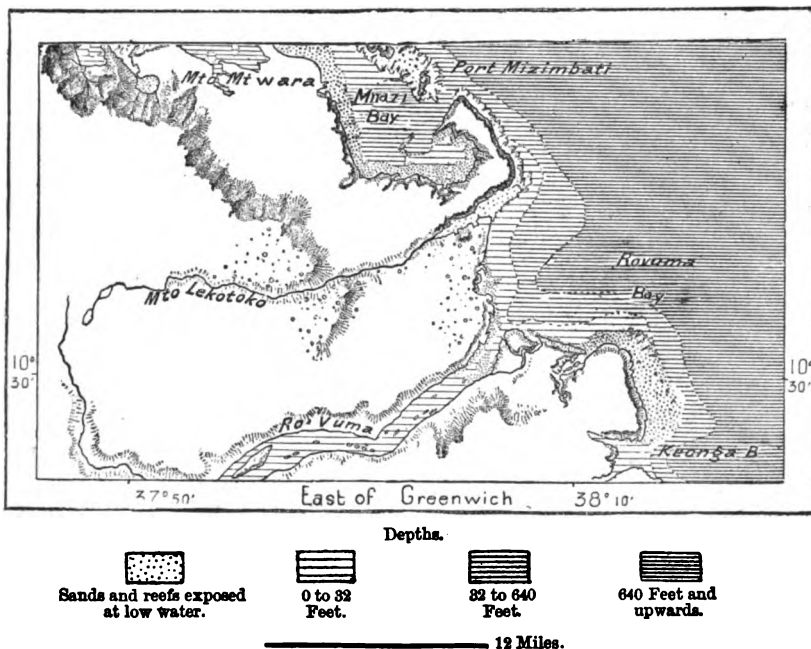 Mto Mtwara
Port Mizimbati
Mnazi
Bay
Rovuma
Bay
Mto Lekotoko
10°
30'
10°
30'
Ro-Vuma
Keonga B
37°50'
East of Greenwich
38°10'
Depths.
Sands and reefs exposed
at low water.
0 to 32
Feet.
32 to 640
Feet.
640 Feet and
upwards.
12 Miles.